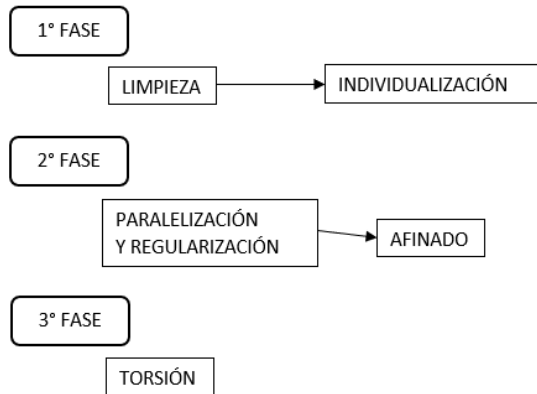 1° FASE
LIMPIEZA
INDIVIDUALIZACIÓN
2° FASE
PARALELIZACIÓN
Y REGULARIZACIÓN
AFINADO
3° FASE
TORSIÓN